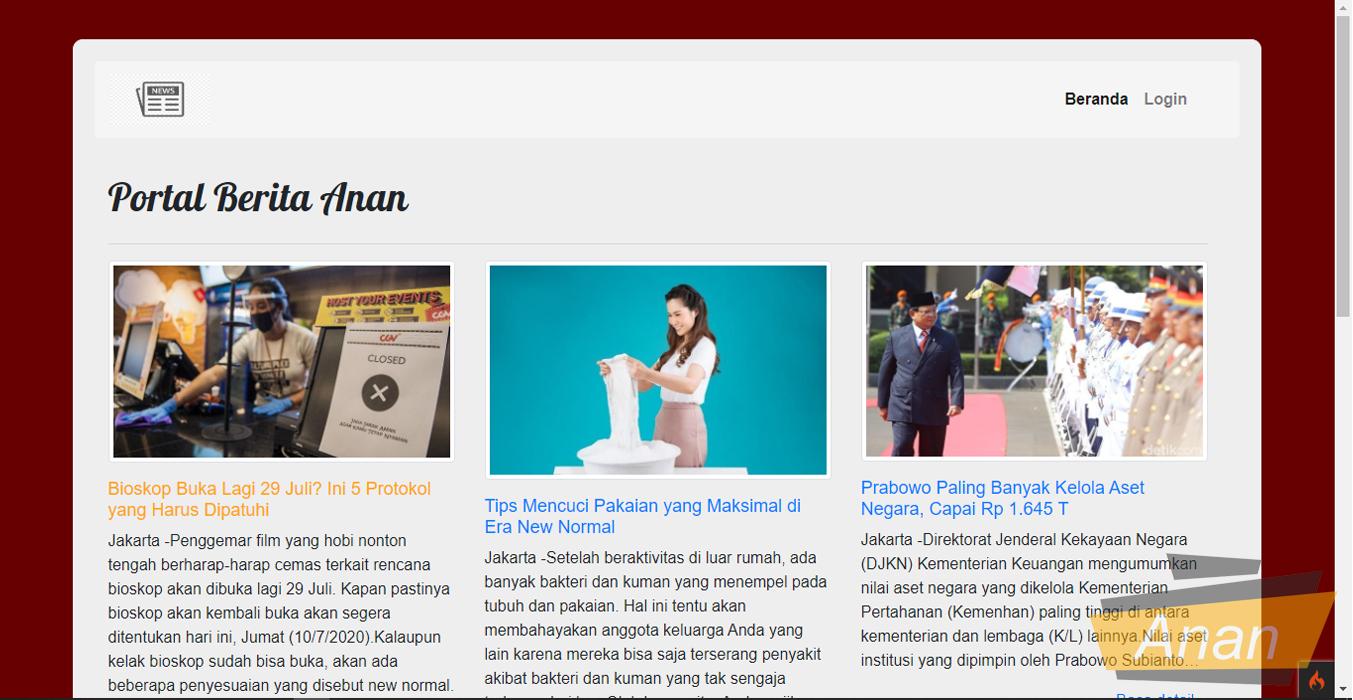 NEWS
Beranda Login
Portal Berita Anan
HOST YOUR EVENTS
CGV
CLOSED
JAGA JARAK AMAN
AGAR KAMU TETAP NYAMAN
detikcom
Bioskop Buka Lagi 29 Juli? Ini 5 Protokol
yang Harus Dipatuhi
Jakarta -Penggemar film yang hobi nonton
tengah berharap-harap cemas terkait rencana
bioskop akan dibuka lagi 29 Juli. Kapan pastinya
bioskop akan kembali buka akan segera
ditentukan hari ini, Jumat (10/7/2020).Kalaupun
kelak bioskop sudah bisa buka, akan ada
beberapa penyesuaian yang disebut new normal.
Tips Mencuci Pakaian yang Maksimal di
Era New Normal
Jakarta -Setelah beraktivitas di luar rumah, ada
banyak bakteri dan kuman yang menempel pada
tubuh dan pakaian. Hal ini tentu akan
membahayakan anggota keluarga Anda yang
lain karena mereka bisa saja terserang penyakit
akibat bakteri dan kuman yang tak sengaja
Prabowo Paling Banyak Kelola Aset
Negara, Capai Rp 1.645 T
Jakarta -Direktorat Jenderal Kekayaan Negara
(DJKN) Kementerian Keuangan mengumumkan
nilai aset negara yang dikelola Kementerian
Pertahanan (Kemenhan) paling tinggi di antara
kementerian dan lembaga (K/L) lainnya.Nilai aset
institusi yang dipimpin oleh Prabowo Subianto...
Anan